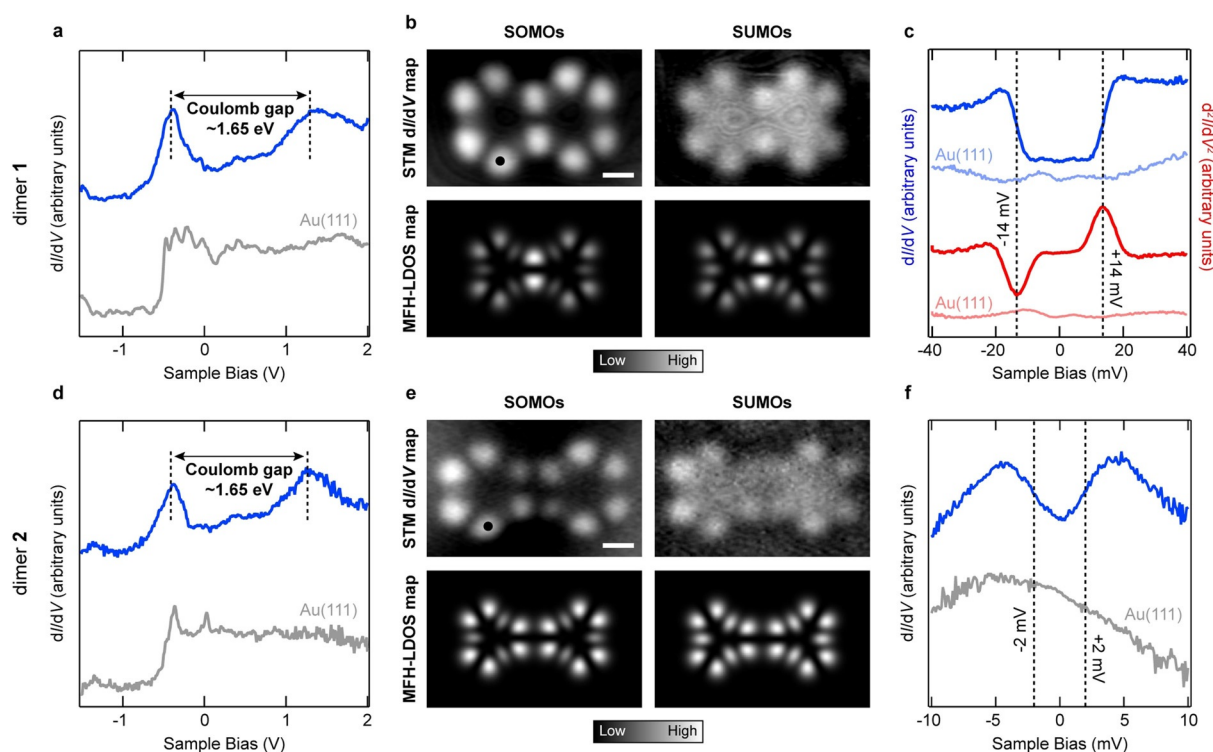 a
b
c
SOMOs
SUMOs
dimer 1
dI/dV (arbitrary units)
Coulomb gap
~1.65 eV
Au(111)
-1
0
1
2
Sample Bias (V)
STM dI/dV map
MFH-LDOS map
Low
High
dI/dV (arbitrary units)
d²I/dV² (arbitrary units)
Au(111)
-14 mV
+14 mV
Au(111)
-40
-20
0
20
40
Sample Bias (mV)
d
e
f
SOMOs
SUMOs
dimer 2
dI/dV (arbitrary units)
Coulomb gap
~1.65 eV
Au(111)
-1
0
1
2
Sample Bias (V)
STM dI/dV map
MFH-LDOS map
Low
High
dI/dV (arbitrary units)
Au(111)
-2 mV
+2 mV
-10
-5
0
5
10
Sample Bias (mV)